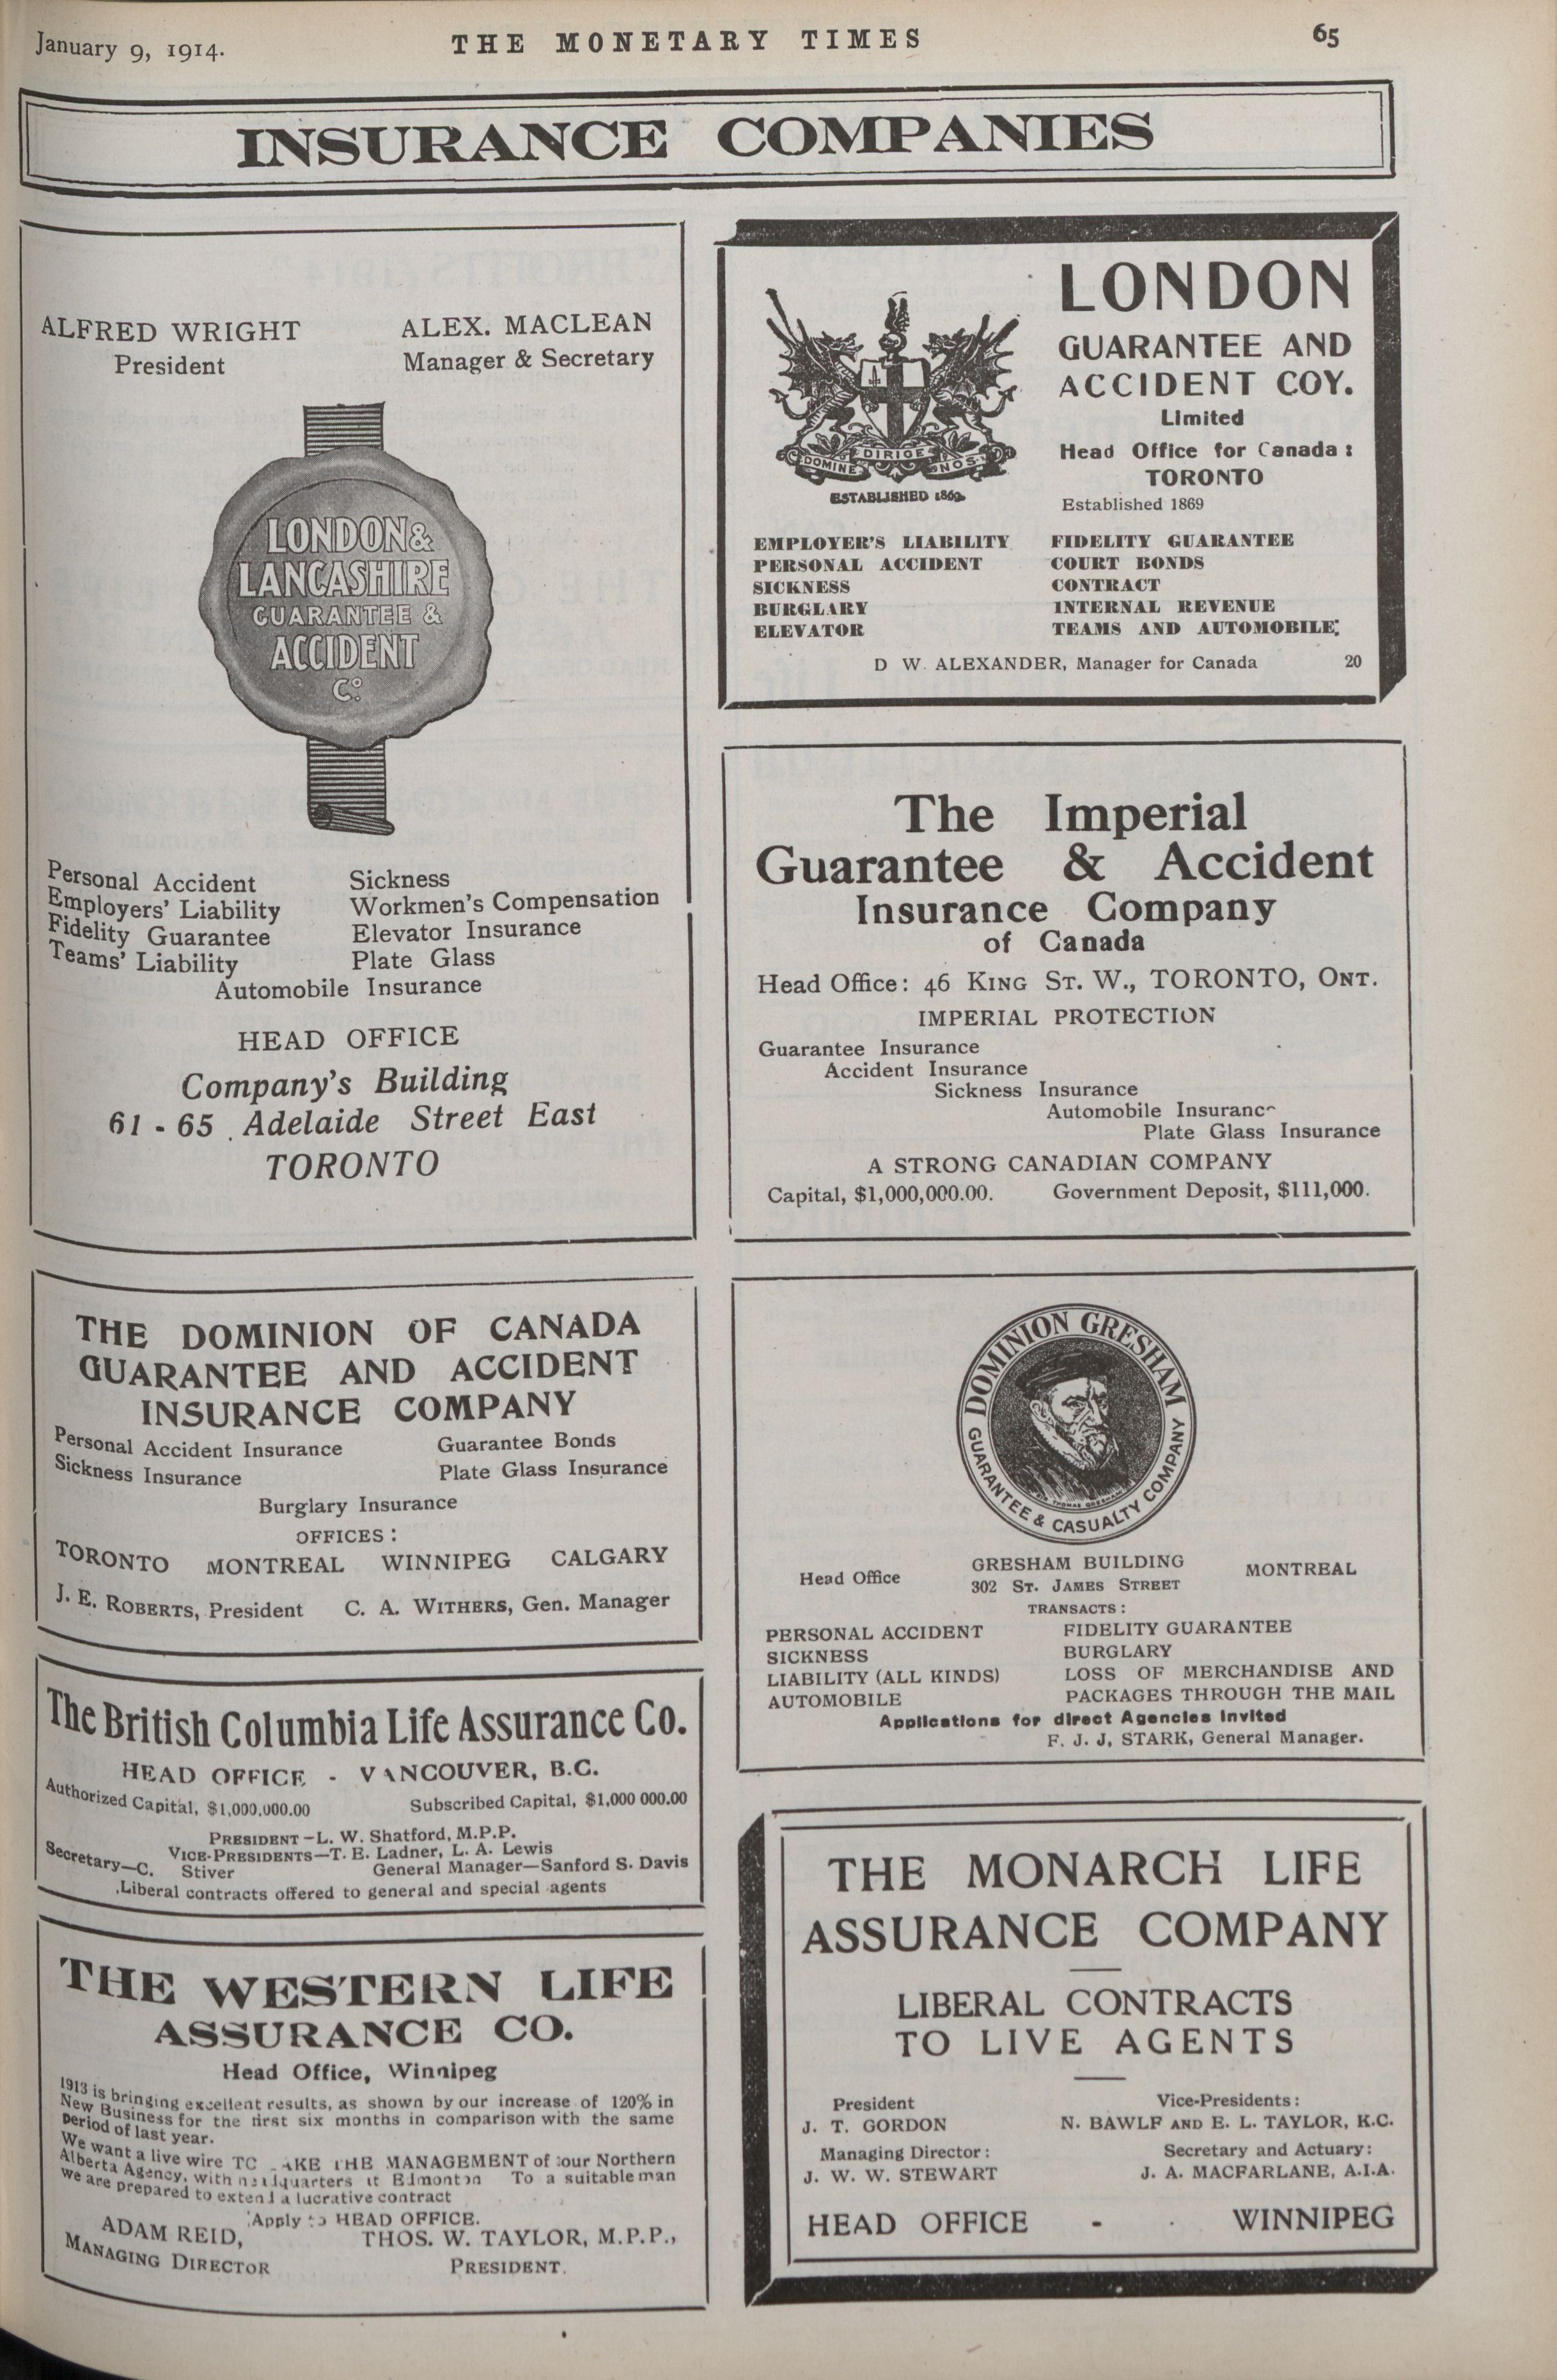 January 9, 1914.
THE MONETARY TIMES
65
INSURANCE COMPANIES
ALFRED WRIGHT
President
ALEX. MACLEAN
Manager & Secretary
LONDON &
LANCASHIRE
GUARANTEE &
ACCIDENT
Co.
Personal Accident
Employers' Liability
Fidelity Guarantee
Teams' Liability
Sickness
Workmen's Compensation
Elevator Insurance
Plate Glass
Automobile Insurance
HEAD OFFICE
Company's Building
61 - 65 Adelaide Street East
TORONTO
THE DOMINION OF CANADA
GUARANTEE AND ACCIDENT
INSURANCE COMPANY
Personal Accident Insurance Guarantee Bonds
Sickness Insurance Plate Glass Insurance
Burglary Insurance
OFFICES:
TORONTO MONTREAL WINNIPEG CALGARY
J. E. ROBERTS, President C. A. WITHERS, Gen. Manager
The British Columbia Life Assurance Co.
HEAD OFFICE - VANCOUVER, B.C.
Authorized Capital, $1,000,000.00 Subscribed Capital, $1,000 000.00
PRESIDENT—L. W. Shatford, M.P.P.
VICE-PRESIDENTS—T. E. Ladner, L. A. Lewis
Secretary—C. Stiver General Manager—Sanford S. Davis
Liberal contracts offered to general and special agents
THE WESTERN LIFE
ASSURANCE CO.
Head Office, Winnipeg
1913 is bringing excellent results, as shown by our increase of 120% in
New Business for the first six months in comparison with the same
period of last year.
We want a live wire TO TAKE THE MANAGEMENT of our Northern
Alberta Agency, with headquarters at Edmonton To a suitable man
we are prepared to extend a lucrative contract
Apply to HEAD OFFICE.
ADAM REID,
MANAGING DIRECTOR
THOS. W. TAYLOR, M.P.P.,
PRESIDENT.
LONDON
GUARANTEE AND
ACCIDENT COY.
Limited
Head Office for Canada:
TORONTO
Established 1869
DOMINE DIRIGE NOS
ESTABLISHED 1869.
EMPLOYER'S LIABILITY
PERSONAL ACCIDENT
SICKNESS
BURGLARY
ELEVATOR
FIDELITY GUARANTEE
COURT BONDS
CONTRACT
INTERNAL REVENUE
TEAMS AND AUTOMOBILE;
D W. ALEXANDER, Manager for Canada 20
The Imperial
Guarantee & Accident
Insurance Company
of Canada
Head Office: 46 KING ST. W., TORONTO, ONT.
IMPERIAL PROTECTION
Guarantee Insurance
Accident Insurance
Sickness Insurance
Automobile Insurance
Plate Glass Insurance
A STRONG CANADIAN COMPANY
Capital, $1,000,000.00. Government Deposit, $111,000.
DOMINION GRESHAM
GUARANTEE & CASUALTY COMPANY
SIR THOMAS GRESHAM
Head Office
GRESHAM BUILDING
302 ST. JAMES STREET
MONTREAL
TRANSACTS:
PERSONAL ACCIDENT
SICKNESS
LIABILITY (ALL KINDS)
AUTOMOBILE
FIDELITY GUARANTEE
BURGLARY
LOSS OF MERCHANDISE AND
PACKAGES THROUGH THE MAIL
Applications for direct Agencies Invited
F. J. J, STARK, General Manager.
THE MONARCH LIFE
ASSURANCE COMPANY
LIBERAL CONTRACTS
TO LIVE AGENTS
President
J. T. GORDON
Vice-Presidents:
N. BAWLF AND E. L. TAYLOR, K.C.
Managing Director:
J. W. W. STEWART
Secretary and Actuary:
J. A. MACFARLANE, A.I.A.
HEAD OFFICE - WINNIPEG